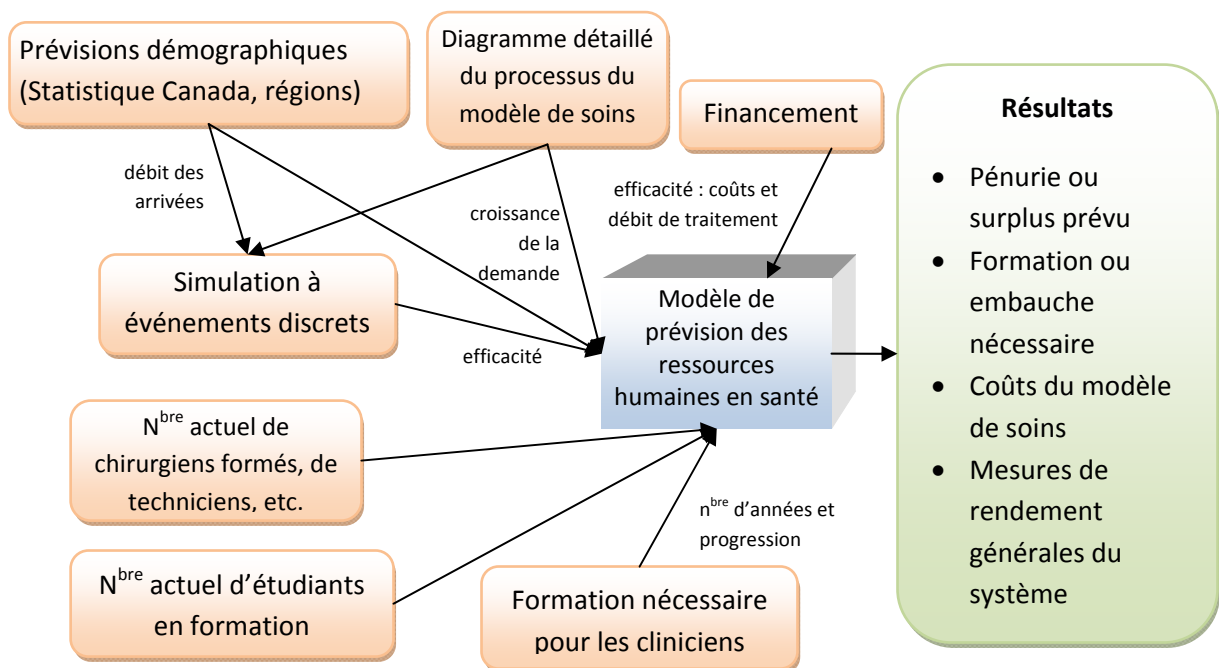 Prévisions démographiques
(Statistique Canada, régions)
Diagramme détaillé
du processus du
modèle de soins
Financement
débit des
arrivées
croissance
de la
demande
efficacité : coûts et
débit de traitement
Simulation à
événements discrets
efficacité
Modèle de
prévision des
ressources
humaines en santé
Nbre actuel de
chirurgiens formés, de
techniciens, etc.
Nbre actuel d’étudiants
en formation
nbre d’années et
progression
Formation nécessaire
pour les cliniciens
Résultats
• Pénurie ou
surplus prévu
• Formation ou
embauche
nécessaire
• Coûts du modèle
de soins
• Mesures de
rendement
générales du
système